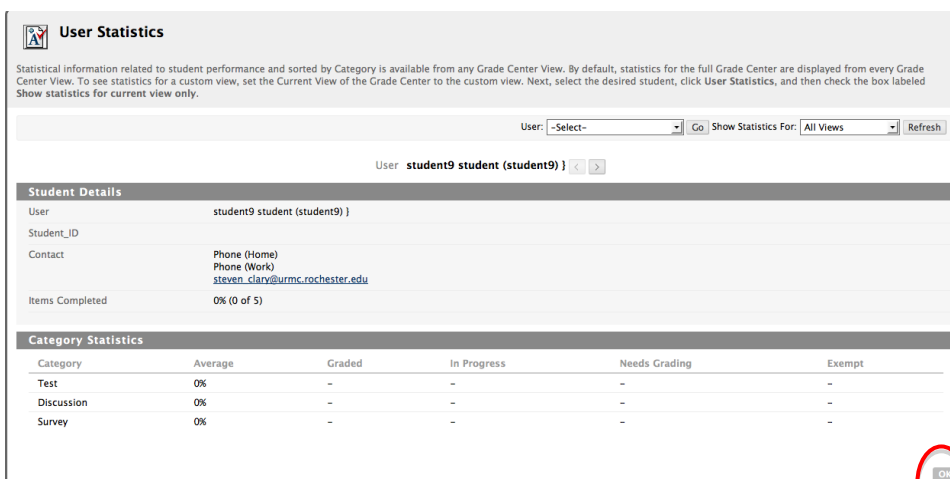 User Statistics
Statistical information related to student performance and sorted by Category is available from any Grade Center View. By default, statistics for the full Grade Center are displayed from every Grade
Center View. To see statistics for a custom view, set the Current View of the Grade Center to the custom view. Next, select the desired student, click User Statistics, and then check the box labeled
Show statistics for current view only.
User: -Select- Go Show Statistics For: All Views Refresh
User student9 student (student9) } < >
Student Details
User student9 student (student9) }
Student_ID
Contact Phone (Home)
Phone (Work)
steven_clary@urmc.rochester.edu
Items Completed 0% (0 of 5)
Category Statistics
Category Average Graded In Progress Needs Grading Exempt
Test 0% - - - -
Discussion 0% - - - -
Survey 0% - - - -
OK